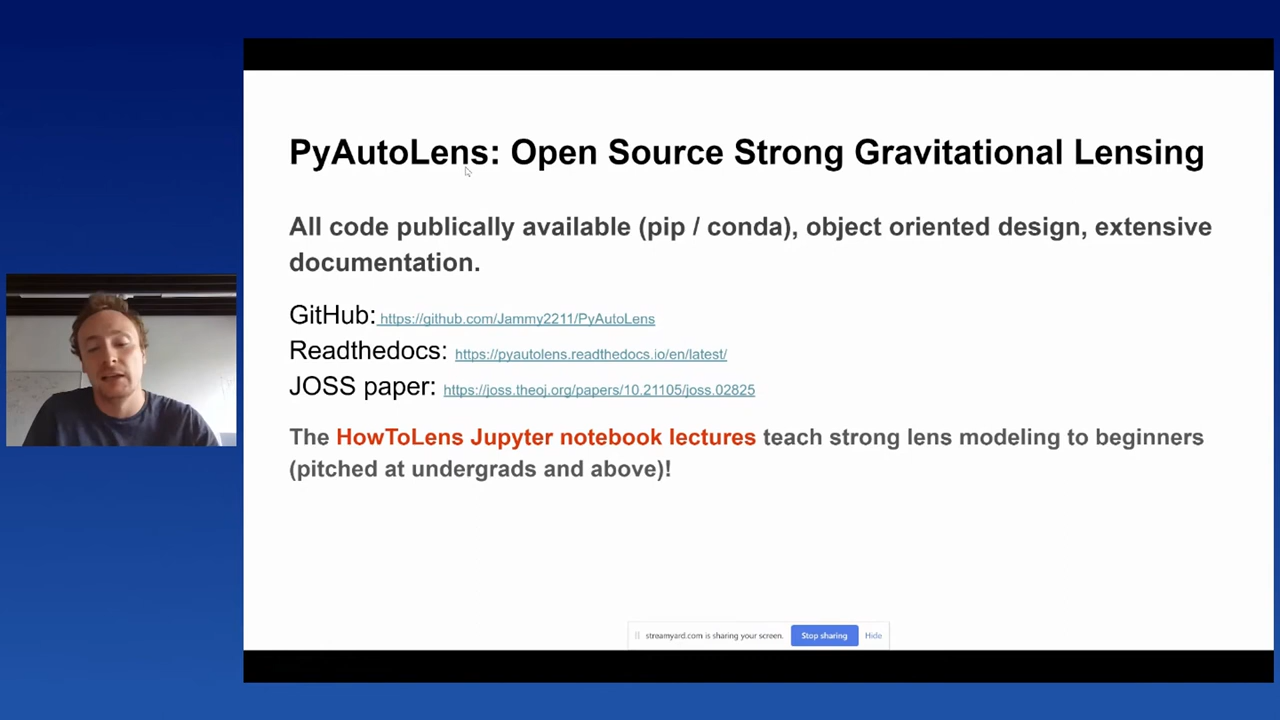 PyAutoLens: Open Source Strong Gravitational Lensing
All code publically available (pip / conda), object oriented design, extensive
documentation.
GitHub: https://github.com/Jammy2211/PyAutoLens
Readthedocs: https://pyautolens.readthedocs.io/en/latest/
JOSS paper: https://joss.theoj.org/papers/10.21105/joss.02825
The HowToLens Jupyter notebook lectures teach strong lens modeling to beginners
(pitched at undergrads and above)!
streamyard.com is sharing your screen. Stop sharing Hide